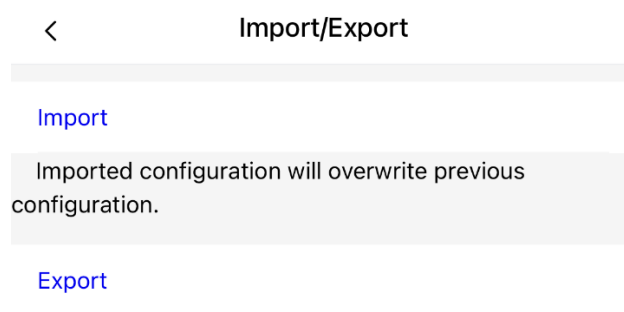 Import/Export
Import
Imported configuration will overwrite previous
configuration.
Export